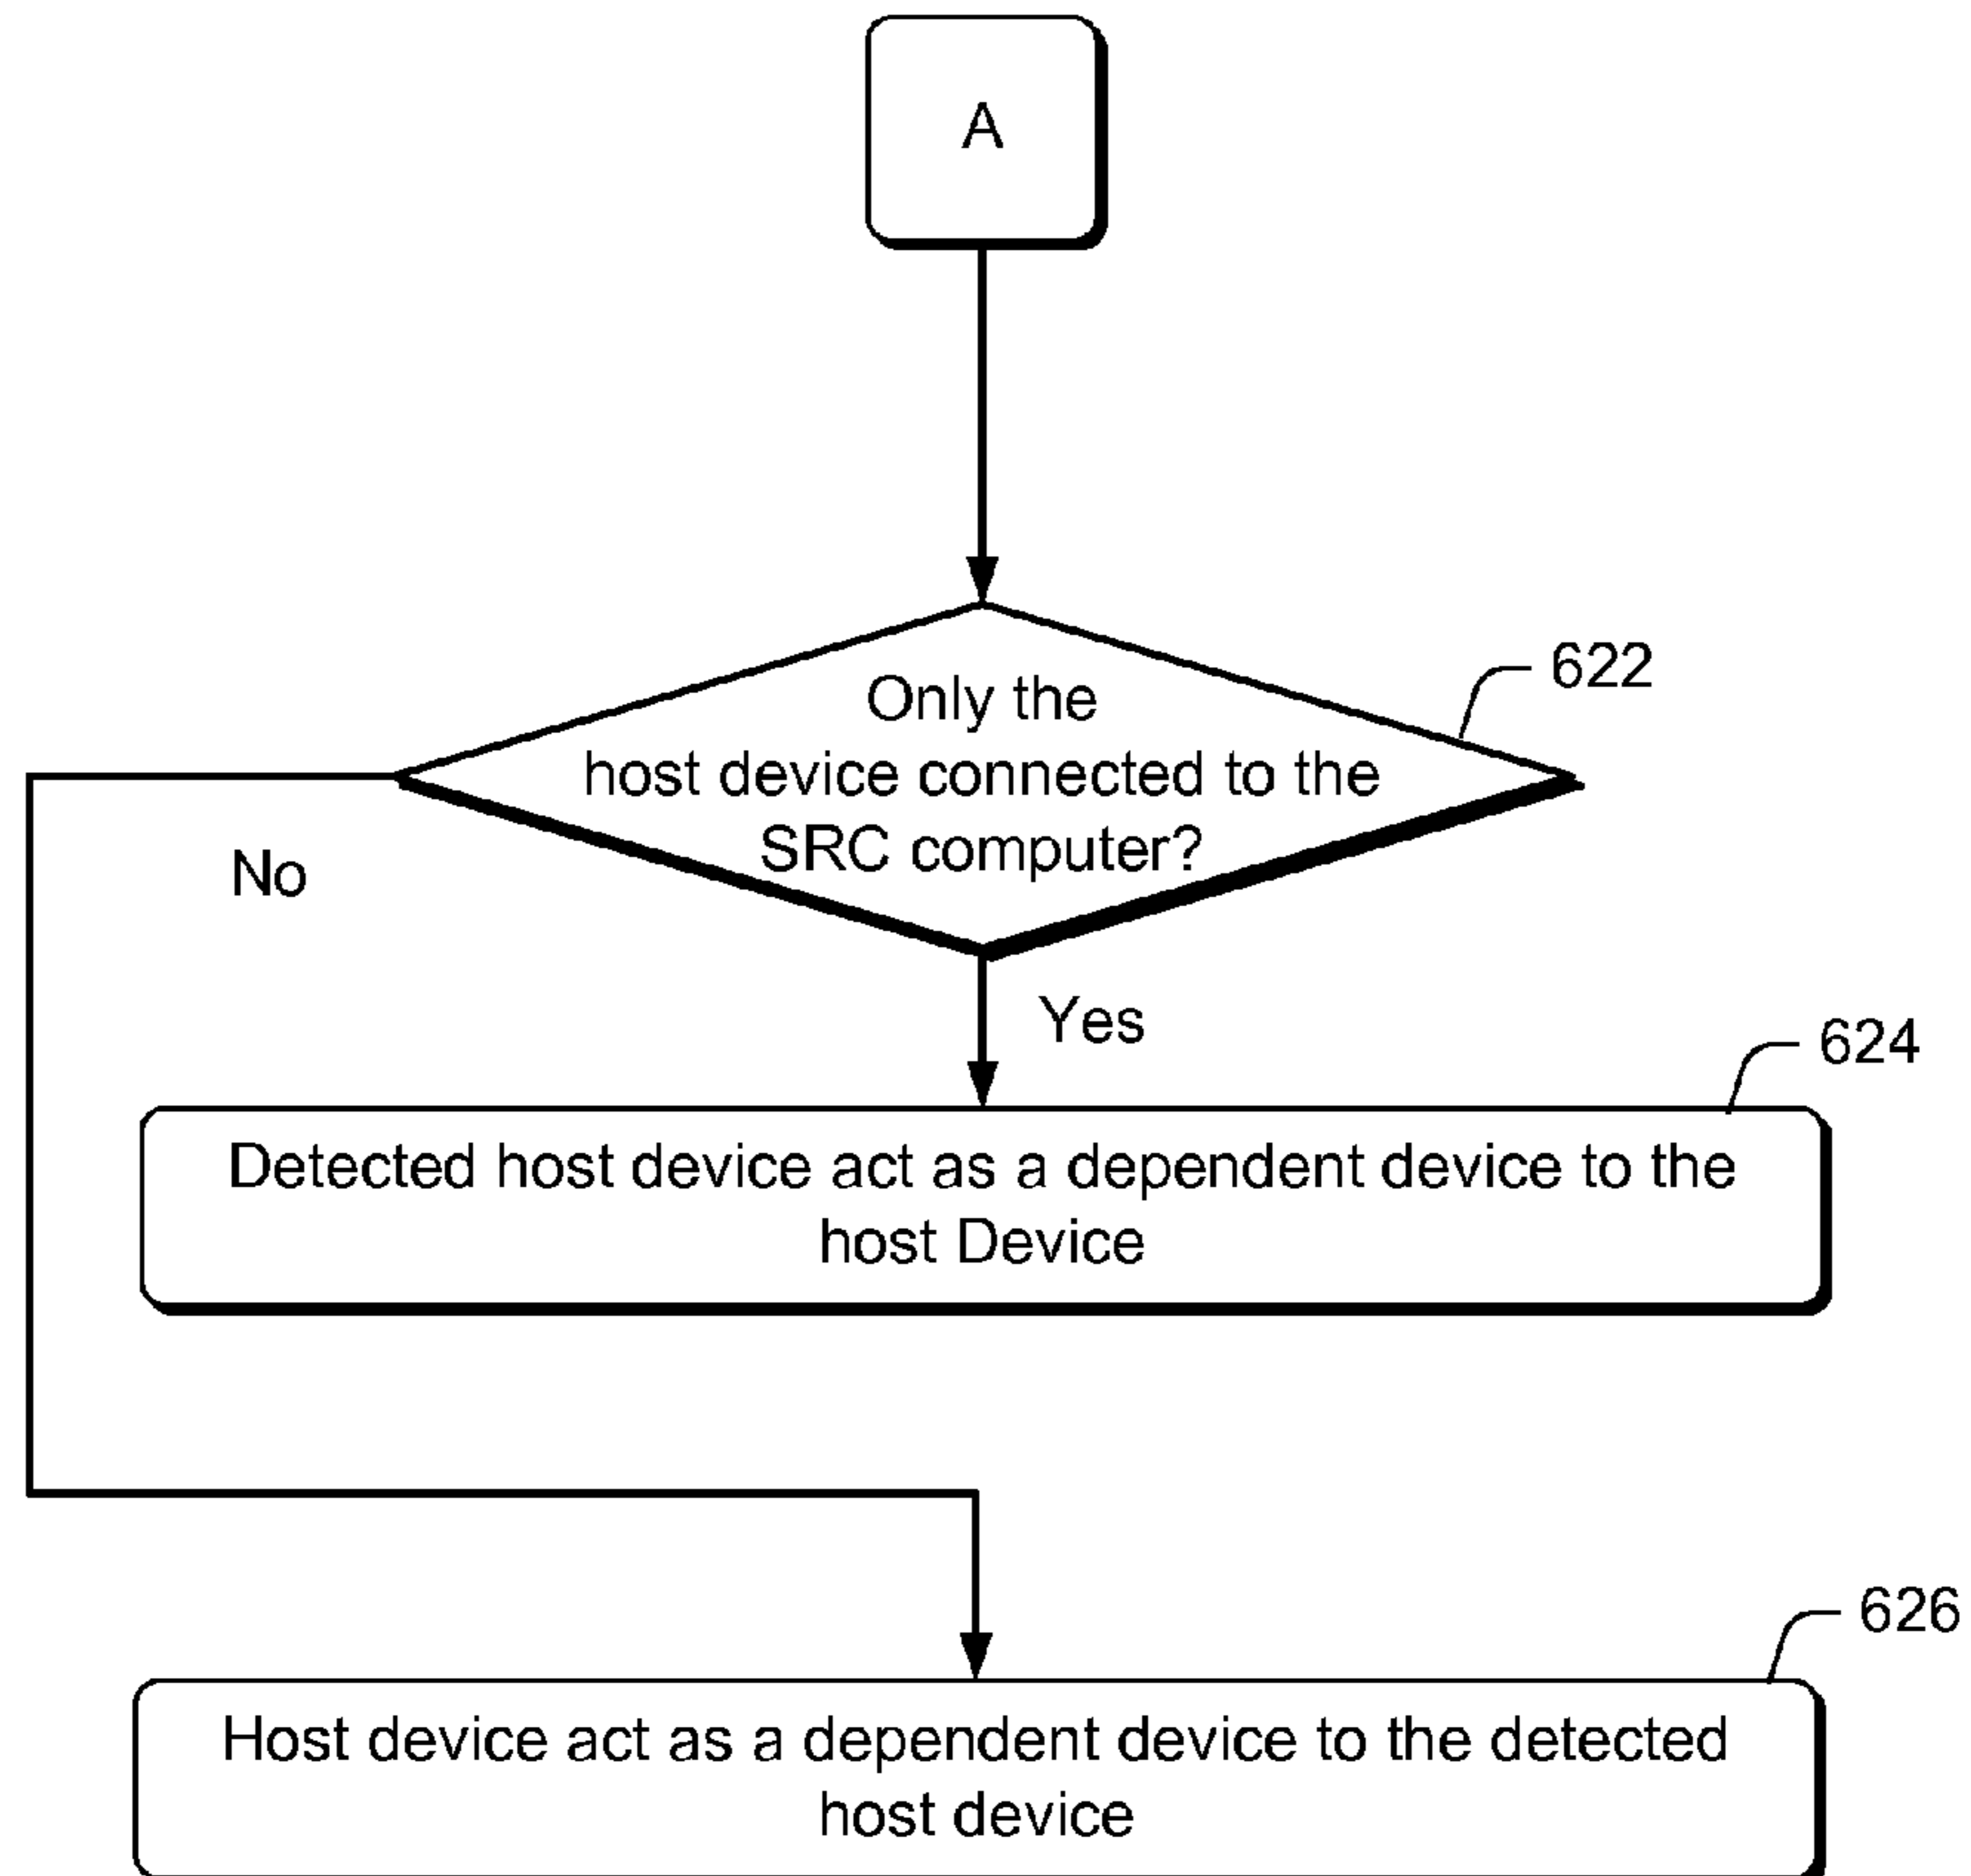 A
622
Only the
host device connected to the
SRC computer?
No
Yes
624
Detected host device act as a dependent device to the
host Device
626
Host device act as a dependent device to the detected
host device